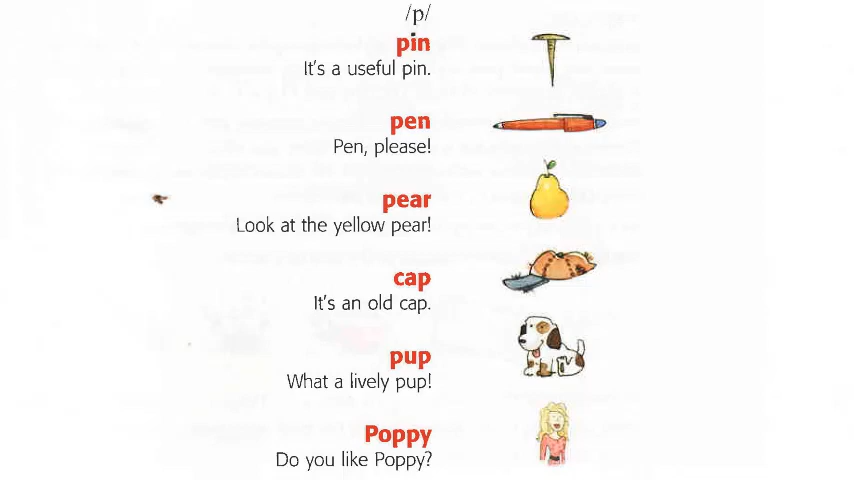 /p/
pin
It's a useful pin.
pen
Pen, please!
pear
Look at the yellow pear!
cap
It's an old cap.
pup
What a lively pup!
Poppy
Do you like Poppy?